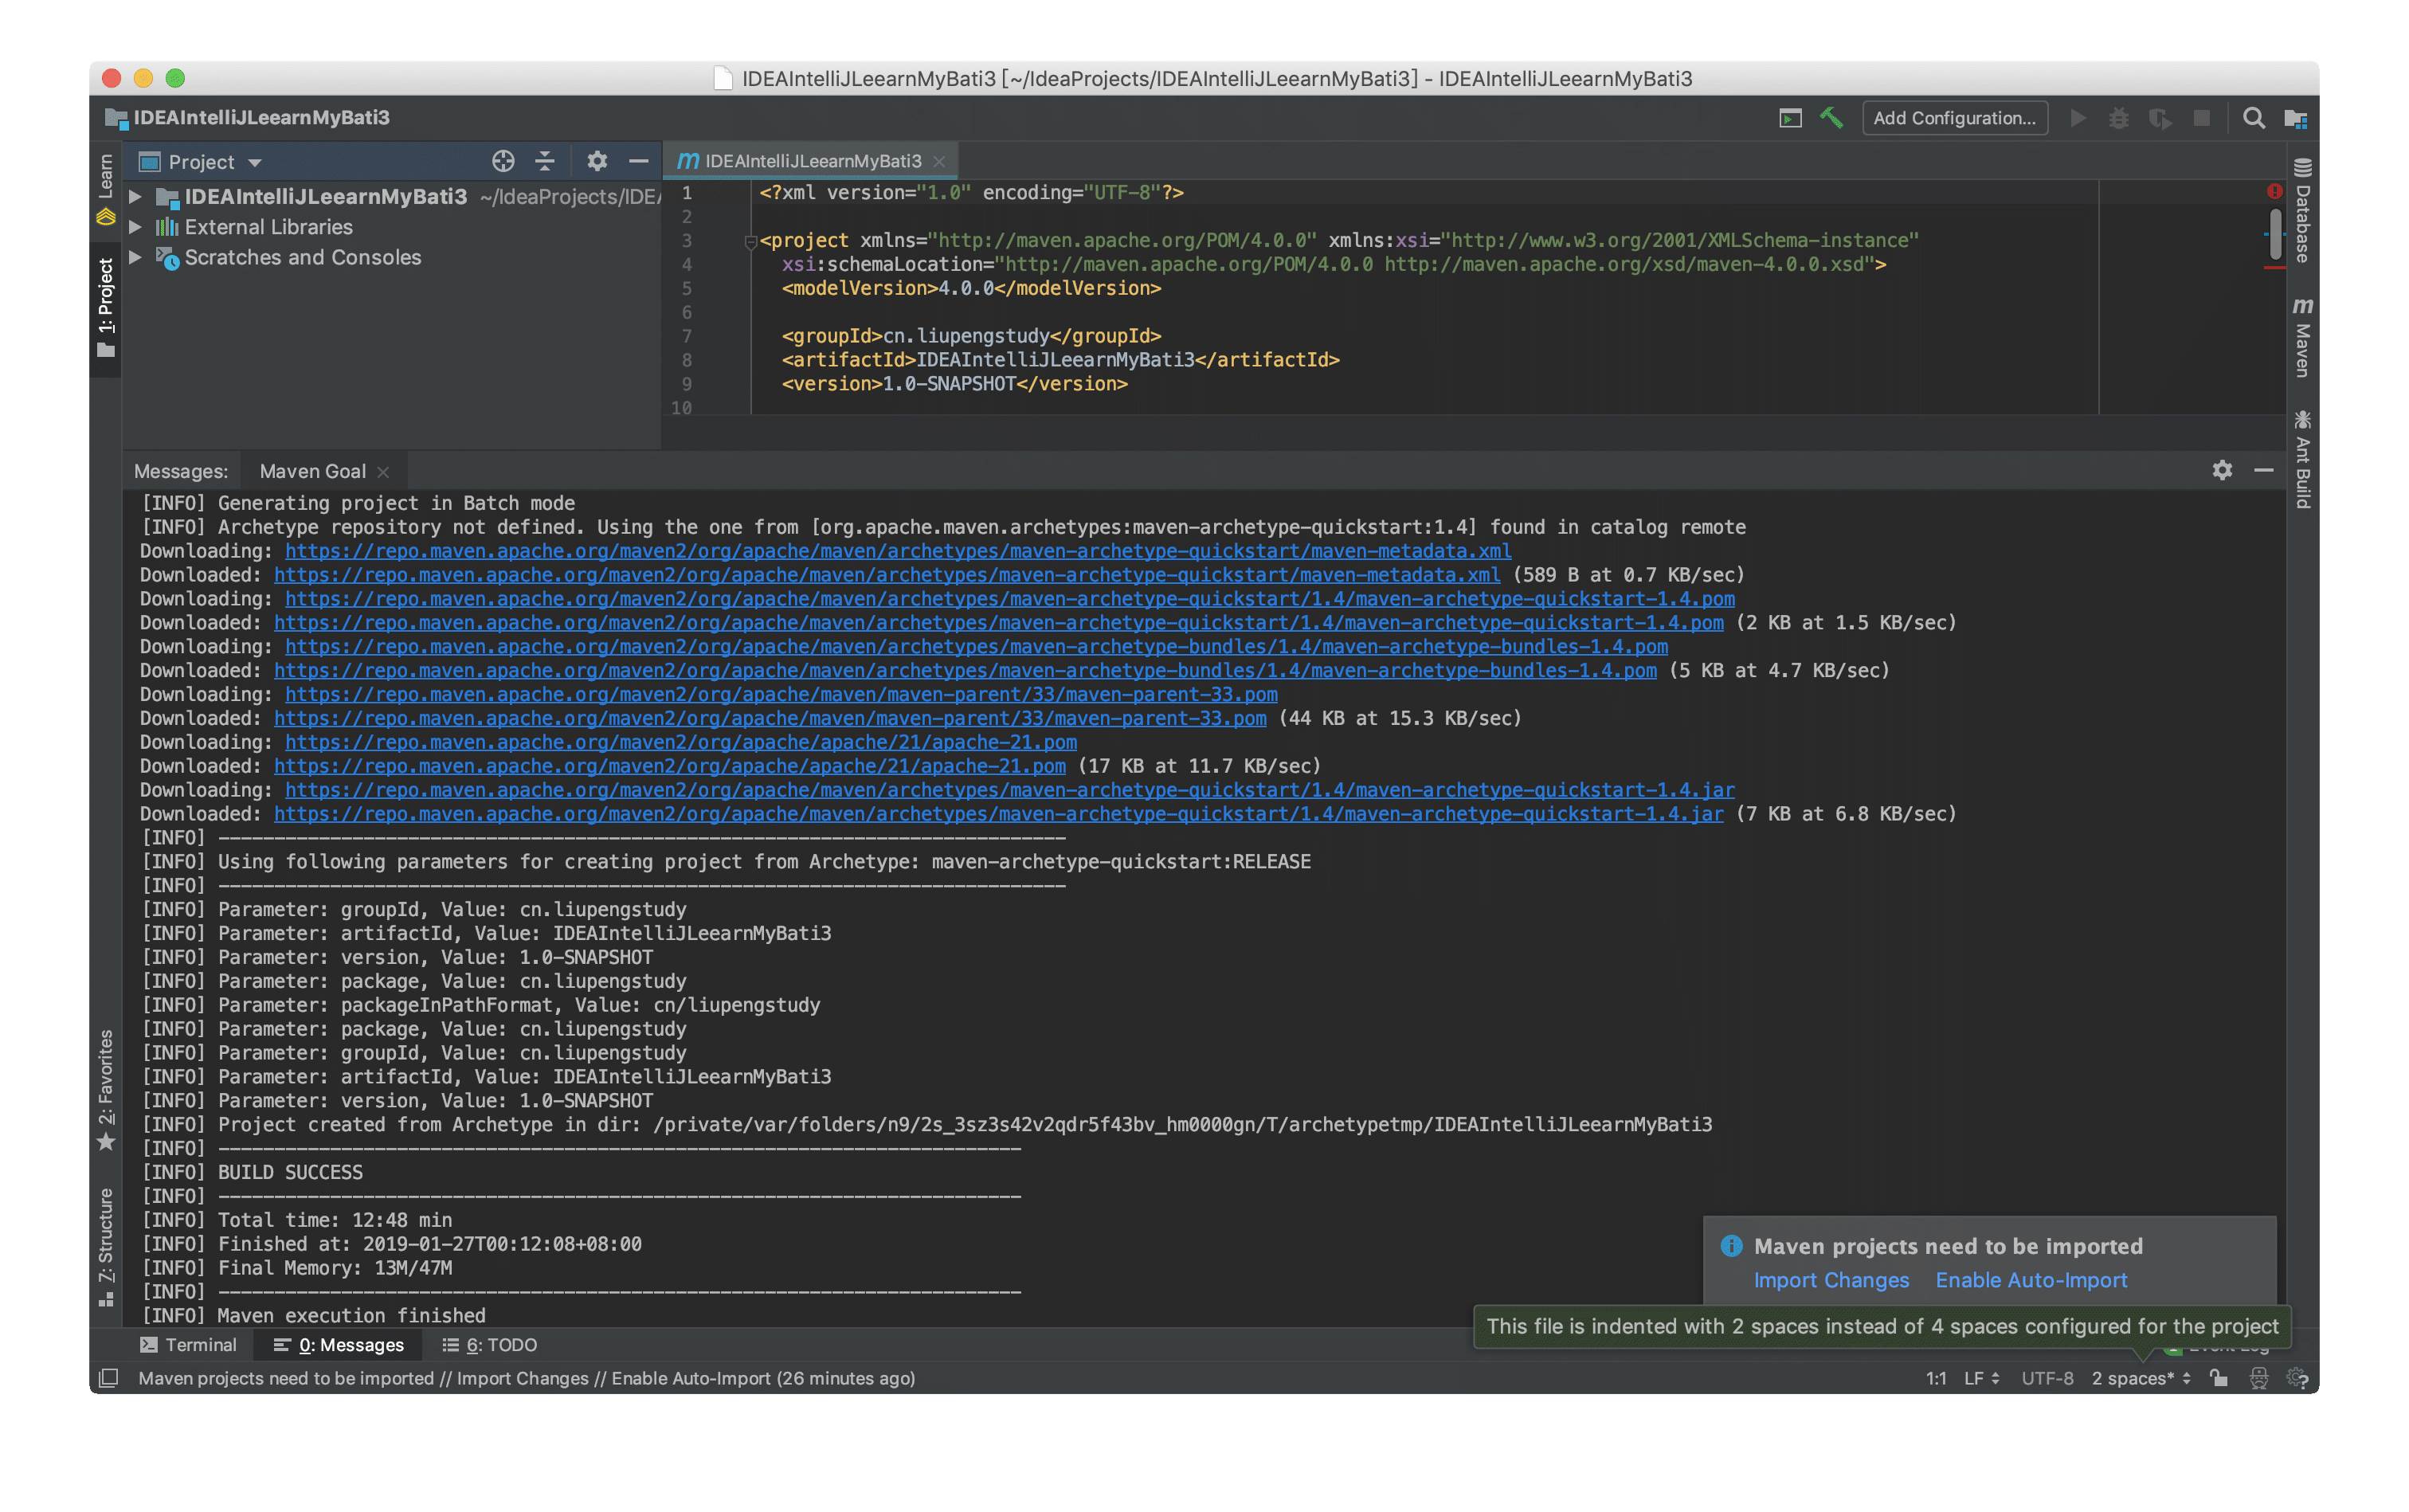 IDEAIntelliJLeearnMyBati3 [~/IdeaProjects/IDEAIntelliJLeearnMyBati3] - IDEAIntelliJLeearnMyBati3
IDEAIntelliJLeearnMyBati3
Add Configuration...
Learn
1: Project
2: Favorites
Z: Structure
Project
IDEAIntelliJLeearnMyBati3 ~/IdeaProjects/IDEA
External Libraries
Scratches and Consoles
IDEAIntelliJLeearnMyBati3
1 <?xml version="1.0" encoding="UTF-8"?>
2
3 <project xmlns="http://maven.apache.org/POM/4.0.0" xmlns:xsi="http://www.w3.org/2001/XMLSchema-instance"
4 xsi:schemaLocation="http://maven.apache.org/POM/4.0.0 http://maven.apache.org/xsd/maven-4.0.0.xsd">
5 <modelVersion>4.0.0</modelVersion>
6
7 <groupId>cn.liupengstudy</groupId>
8 <artifactId>IDEAIntelliJLeearnMyBati3</artifactId>
9 <version>1.0-SNAPSHOT</version>
10
Database
m Maven
Ant Build
Messages: Maven Goal
[INFO] Generating project in Batch mode
[INFO] Archetype repository not defined. Using the one from [org.apache.maven.archetypes:maven-archetype-quickstart:1.4] found in catalog remote
Downloading: https://repo.maven.apache.org/maven2/org/apache/maven/archetypes/maven-archetype-quickstart/maven-metadata.xml
Downloaded: https://repo.maven.apache.org/maven2/org/apache/maven/archetypes/maven-archetype-quickstart/maven-metadata.xml (589 B at 0.7 KB/sec)
Downloading: https://repo.maven.apache.org/maven2/org/apache/maven/archetypes/maven-archetype-quickstart/1.4/maven-archetype-quickstart-1.4.pom
Downloaded: https://repo.maven.apache.org/maven2/org/apache/maven/archetypes/maven-archetype-quickstart/1.4/maven-archetype-quickstart-1.4.pom (2 KB at 1.5 KB/sec)
Downloading: https://repo.maven.apache.org/maven2/org/apache/maven/archetypes/maven-archetype-bundles/1.4/maven-archetype-bundles-1.4.pom
Downloaded: https://repo.maven.apache.org/maven2/org/apache/maven/archetypes/maven-archetype-bundles/1.4/maven-archetype-bundles-1.4.pom (5 KB at 4.7 KB/sec)
Downloading: https://repo.maven.apache.org/maven2/org/apache/maven/maven-parent/33/maven-parent-33.pom
Downloaded: https://repo.maven.apache.org/maven2/org/apache/maven/maven-parent/33/maven-parent-33.pom (44 KB at 15.3 KB/sec)
Downloading: https://repo.maven.apache.org/maven2/org/apache/apache/21/apache-21.pom
Downloaded: https://repo.maven.apache.org/maven2/org/apache/apache/21/apache-21.pom (17 KB at 11.7 KB/sec)
Downloading: https://repo.maven.apache.org/maven2/org/apache/maven/archetypes/maven-archetype-quickstart/1.4/maven-archetype-quickstart-1.4.jar
Downloaded: https://repo.maven.apache.org/maven2/org/apache/maven/archetypes/maven-archetype-quickstart/1.4/maven-archetype-quickstart-1.4.jar (7 KB at 6.8 KB/sec)
[INFO] ----------------------------------------------------------------------------
[INFO] Using following parameters for creating project from Archetype: maven-archetype-quickstart:RELEASE
[INFO] ----------------------------------------------------------------------------
[INFO] Parameter: groupId, Value: cn.liupengstudy
[INFO] Parameter: artifactId, Value: IDEAIntelliJLeearnMyBati3
[INFO] Parameter: version, Value: 1.0-SNAPSHOT
[INFO] Parameter: package, Value: cn.liupengstudy
[INFO] Parameter: packageInPathFormat, Value: cn/liupengstudy
[INFO] Parameter: package, Value: cn.liupengstudy
[INFO] Parameter: groupId, Value: cn.liupengstudy
[INFO] Parameter: artifactId, Value: IDEAIntelliJLeearnMyBati3
[INFO] Parameter: version, Value: 1.0-SNAPSHOT
[INFO] Project created from Archetype in dir: /private/var/folders/n9/2s_3sz3s42v2qdr5f43bv_hm0000gn/T/archetypetmp/IDEAIntelliJLeearnMyBati3
[INFO] ------------------------------------------------------------------------
[INFO] BUILD SUCCESS
[INFO] ------------------------------------------------------------------------
[INFO] Total time: 12:48 min
[INFO] Finished at: 2019-01-27T00:12:08+08:00
[INFO] Final Memory: 13M/47M
[INFO] ------------------------------------------------------------------------
[INFO] Maven execution finished
Maven projects need to be imported
Import Changes Enable Auto-Import
This file is indented with 2 spaces instead of 4 spaces configured for the project
Terminal 0: Messages 6: TODO
Maven projects need to be imported // Import Changes // Enable Auto-Import (26 minutes ago)
1:1 LF UTF-8 2 spaces*